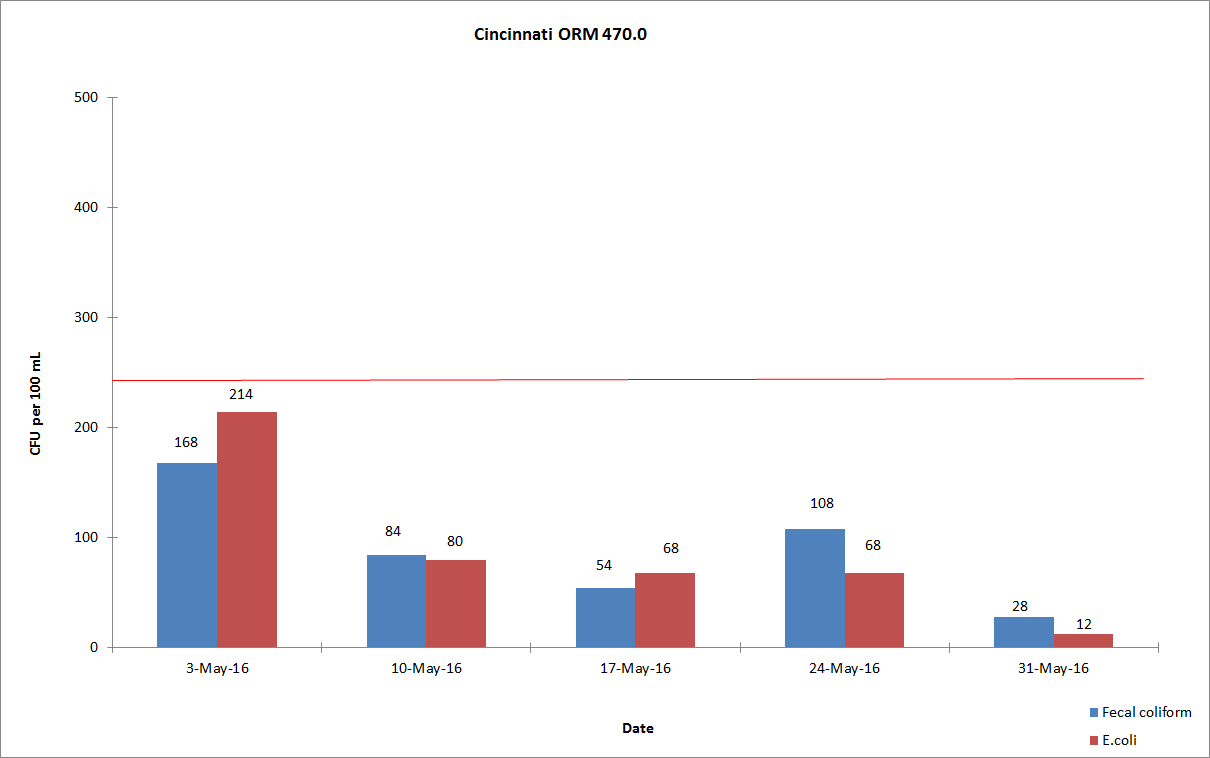 Cincinnati ORM 470.0
500
400
300
200
100
0
CFU per 100 mL
214
168
84
80
54
68
108
68
28
12
3-May-16
10-May-16
17-May-16
24-May-16
31-May-16
Date
Fecal coliform
E.coli